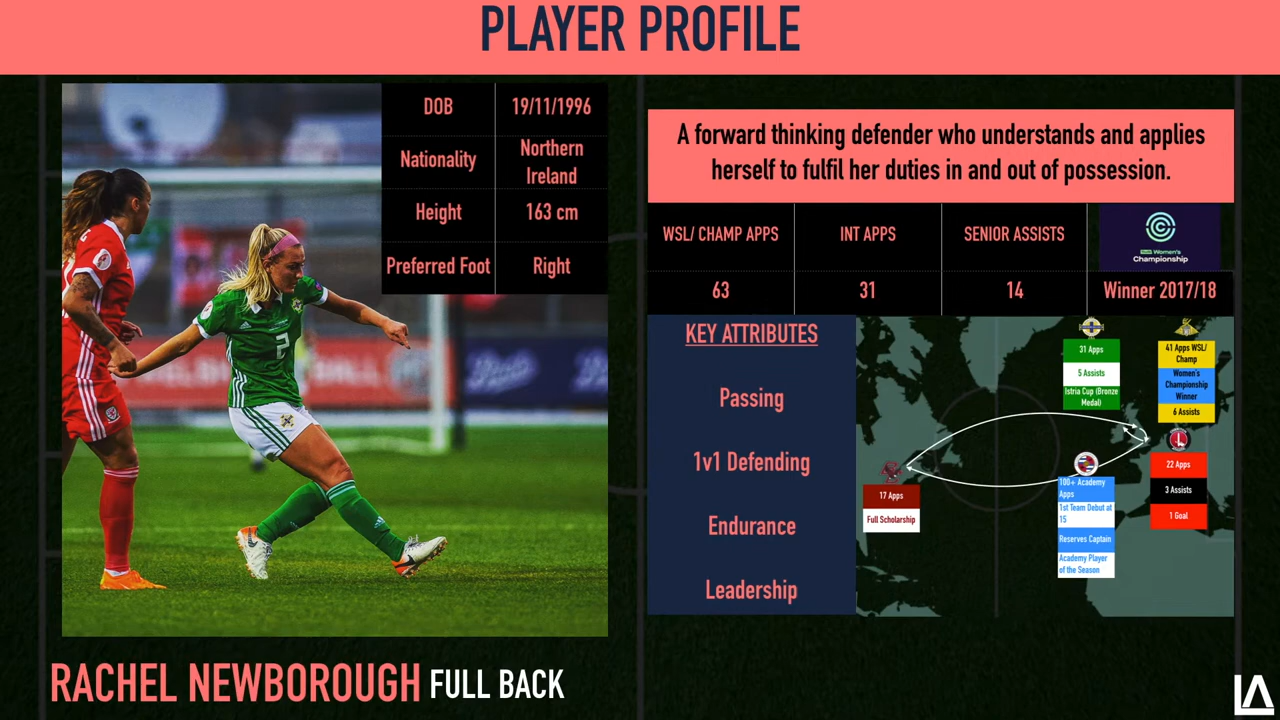 PLAYER PROFILE
DOB
19/11/1996
Nationality
Northern
Ireland
Height
163 cm
Preferred Foot
Right
2
A forward thinking defender who understands and applies
herself to fulfil her duties in and out of possession.
WSL/ CHAMP APPS
INT APPS
SENIOR ASSISTS
Women's
Championship
63
31
14
Winner 2017/18
KEY ATTRIBUTES
Passing
1v1 Defending
Endurance
Leadership
31 Apps
5 Assists
Istria Cup (Bronze
Medal)
41 Apps WSL/
Champ
Women's
Championship
Winner
6 Assists
22 Apps
3 Assists
1 Goal
17 Apps
Full Scholarship
100+ Academy
Apps
1st Team Debut at
15
Reserves Captain
Academy Player
of the Season
RACHEL NEWBOROUGH FULL BACK
LA